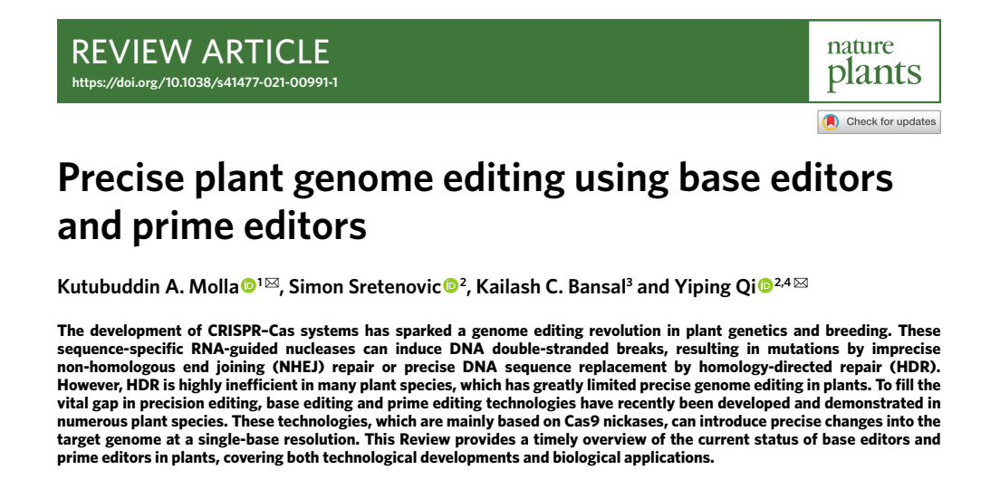 REVIEW ARTICLE
https://doi.org/10.1038/s41477-021-00991-1
nature
plants
Check for updates
Precise plant genome editing using base editors
and prime editors
Kutubuddin A. Molla iD 1 ✉, Simon Sretenovic iD 2, Kailash C. Bansal3 and Yiping Qi iD 2,4 ✉
The development of CRISPR–Cas systems has sparked a genome editing revolution in plant genetics and breeding. These
sequence-specific RNA-guided nucleases can induce DNA double-stranded breaks, resulting in mutations by imprecise
non-homologous end joining (NHEJ) repair or precise DNA sequence replacement by homology-directed repair (HDR).
However, HDR is highly inefficient in many plant species, which has greatly limited precise genome editing in plants. To fill the
vital gap in precision editing, base editing and prime editing technologies have recently been developed and demonstrated in
numerous plant species. These technologies, which are mainly based on Cas9 nickases, can introduce precise changes into the
target genome at a single-base resolution. This Review provides a timely overview of the current status of base editors and
prime editors in plants, covering both technological developments and biological applications.